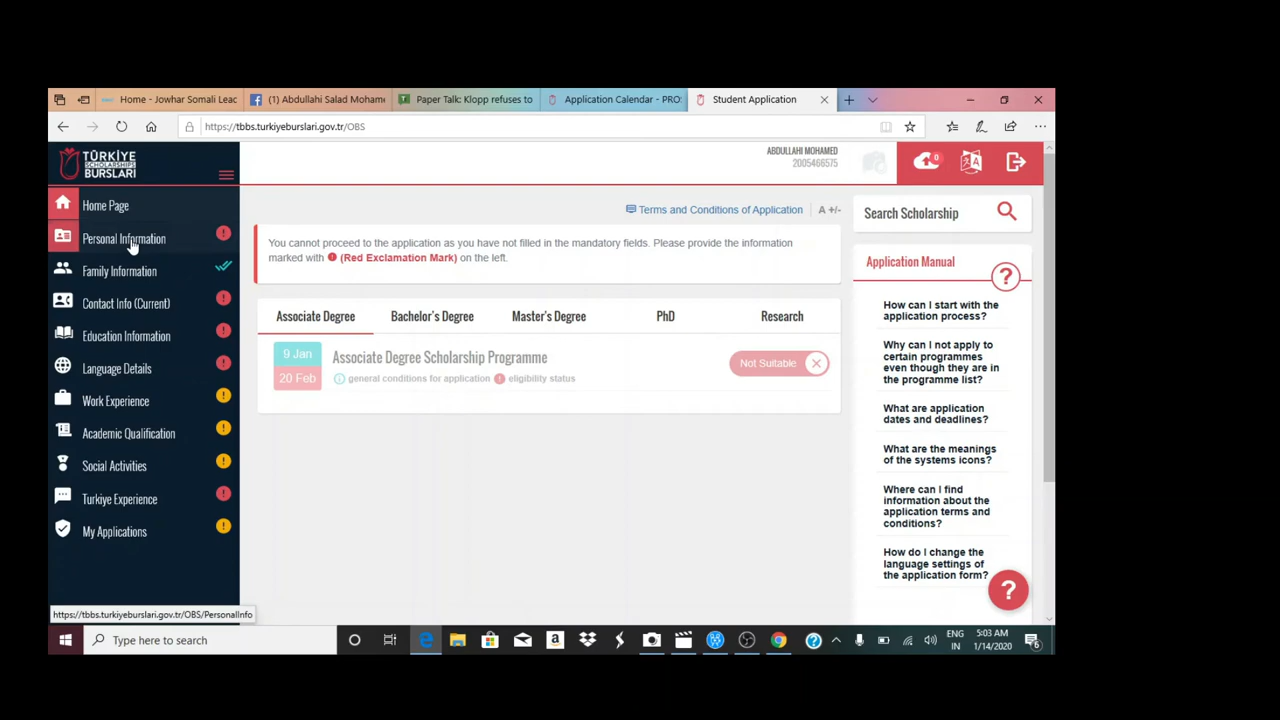 Home - Jowhar Somali Leac
(1) Abdullahi Salad Mohame
Paper Talk: Klopp refuses to
Application Calendar - PRO:
Student Application
https://tbbs.turkiyeburslari.gov.tr/OBS
TÜRKİYE
SCHOLARSHIPS
BURSLARI
ABDULLAHI MOHAMED
2005466575
0
Home Page
Personal Information
Family Information
Contact Info (Current)
Education Information
Language Details
Work Experience
Academic Qualification
Social Activities
Turkiye Experience
My Applications
Terms and Conditions of Application
A +/-
You cannot proceed to the application as you have not filled in the mandatory fields. Please provide the information
marked with (Red Exclamation Mark) on the left.
Associate Degree
Bachelor's Degree
Master's Degree
PhD
Research
9 Jan
20 Feb
Associate Degree Scholarship Programme
general conditions for application
eligibility status
Not Suitable
Search Scholarship
Application Manual
?
How can I start with the
application process?
Why can I not apply to
certain programmes
even though they are in
the programme list?
What are application
dates and deadlines?
What are the meanings
of the systems icons?
Where can I find
information about the
application terms and
conditions?
How do I change the
language settings of
the application form?
?
https://tbbs.turkiyeburslari.gov.tr/OBS/PersonalInfo
Type here to search
ENG
IN
5:03 AM
1/14/2020
6